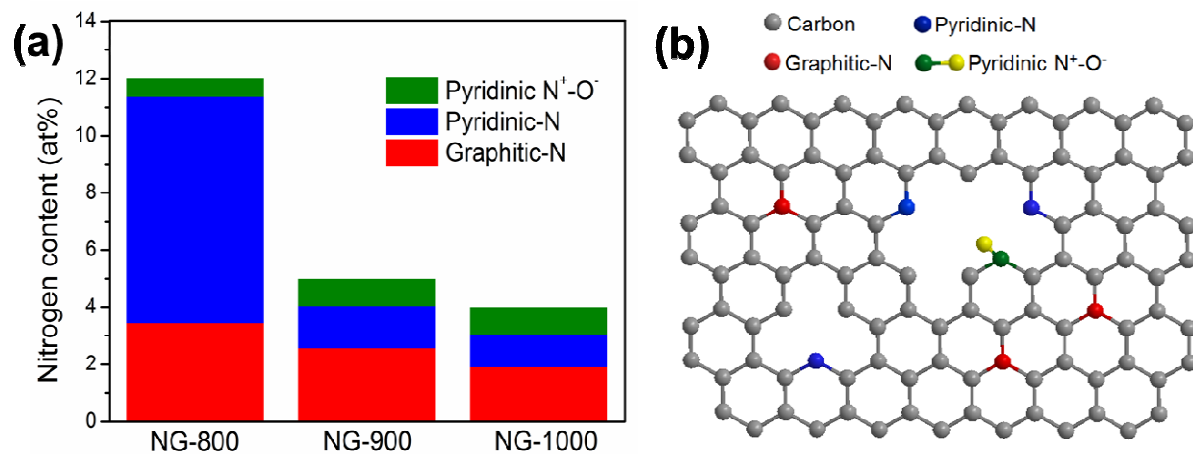 (a)
14
12
10
8
6
4
2
0
Nitrogen content (at%)
Pyridinic N⁺-O⁻
Pyridinic-N
Graphitic-N
NG-800 NG-900 NG-1000
(b)
Carbon Pyridinic-N
Graphitic-N Pyridinic N⁺-O⁻